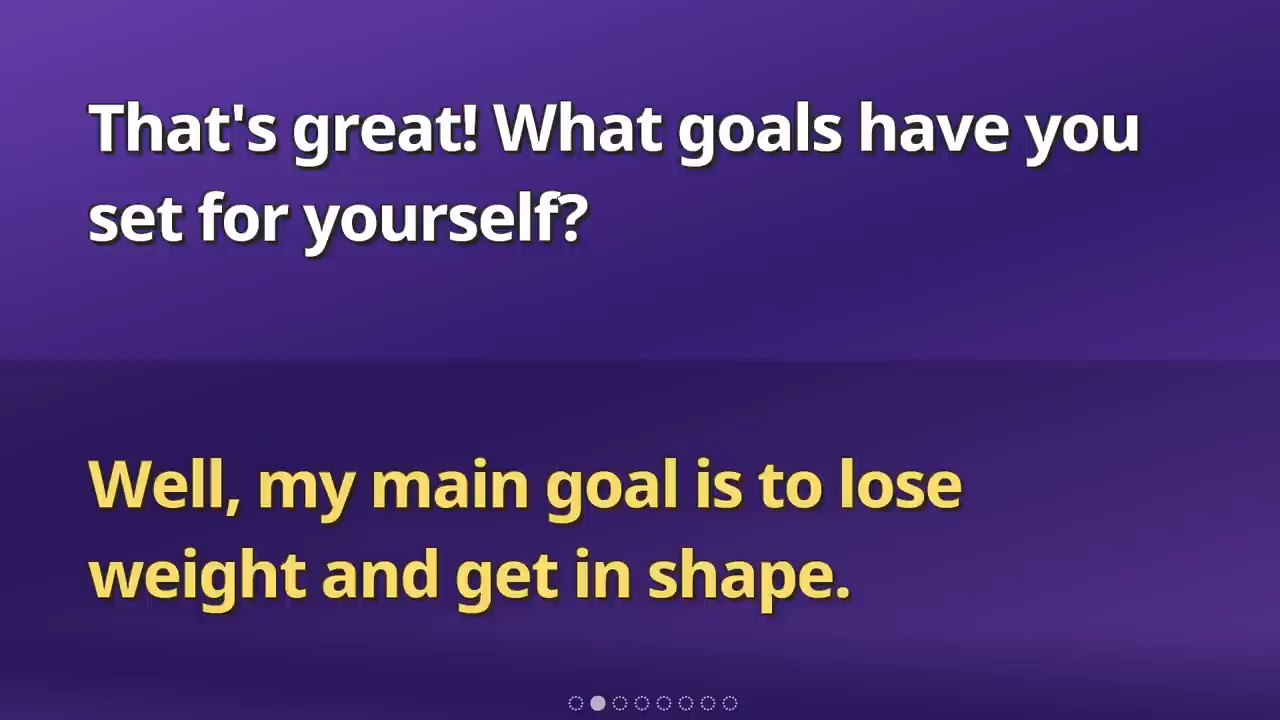 That's great! What goals have you
set for yourself?
Well, my main goal is to lose
weight and get in shape.